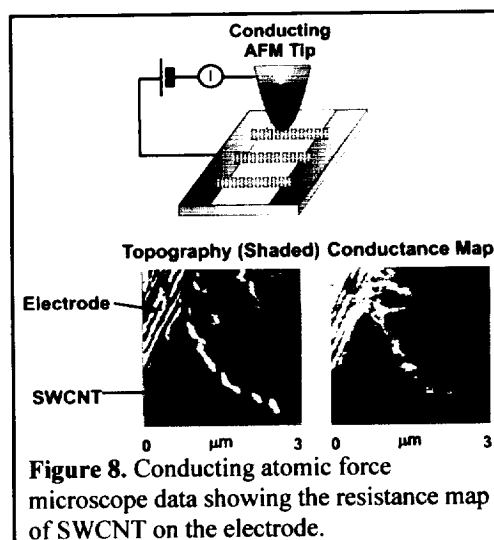 Conducting
AFM Tip
I
Topography (Shaded) Conductance Map
Electrode
SWCNT
0 μm 3 0 μm 3
Figure 8. Conducting atomic force
microscope data showing the resistance map
of SWCNT on the electrode.